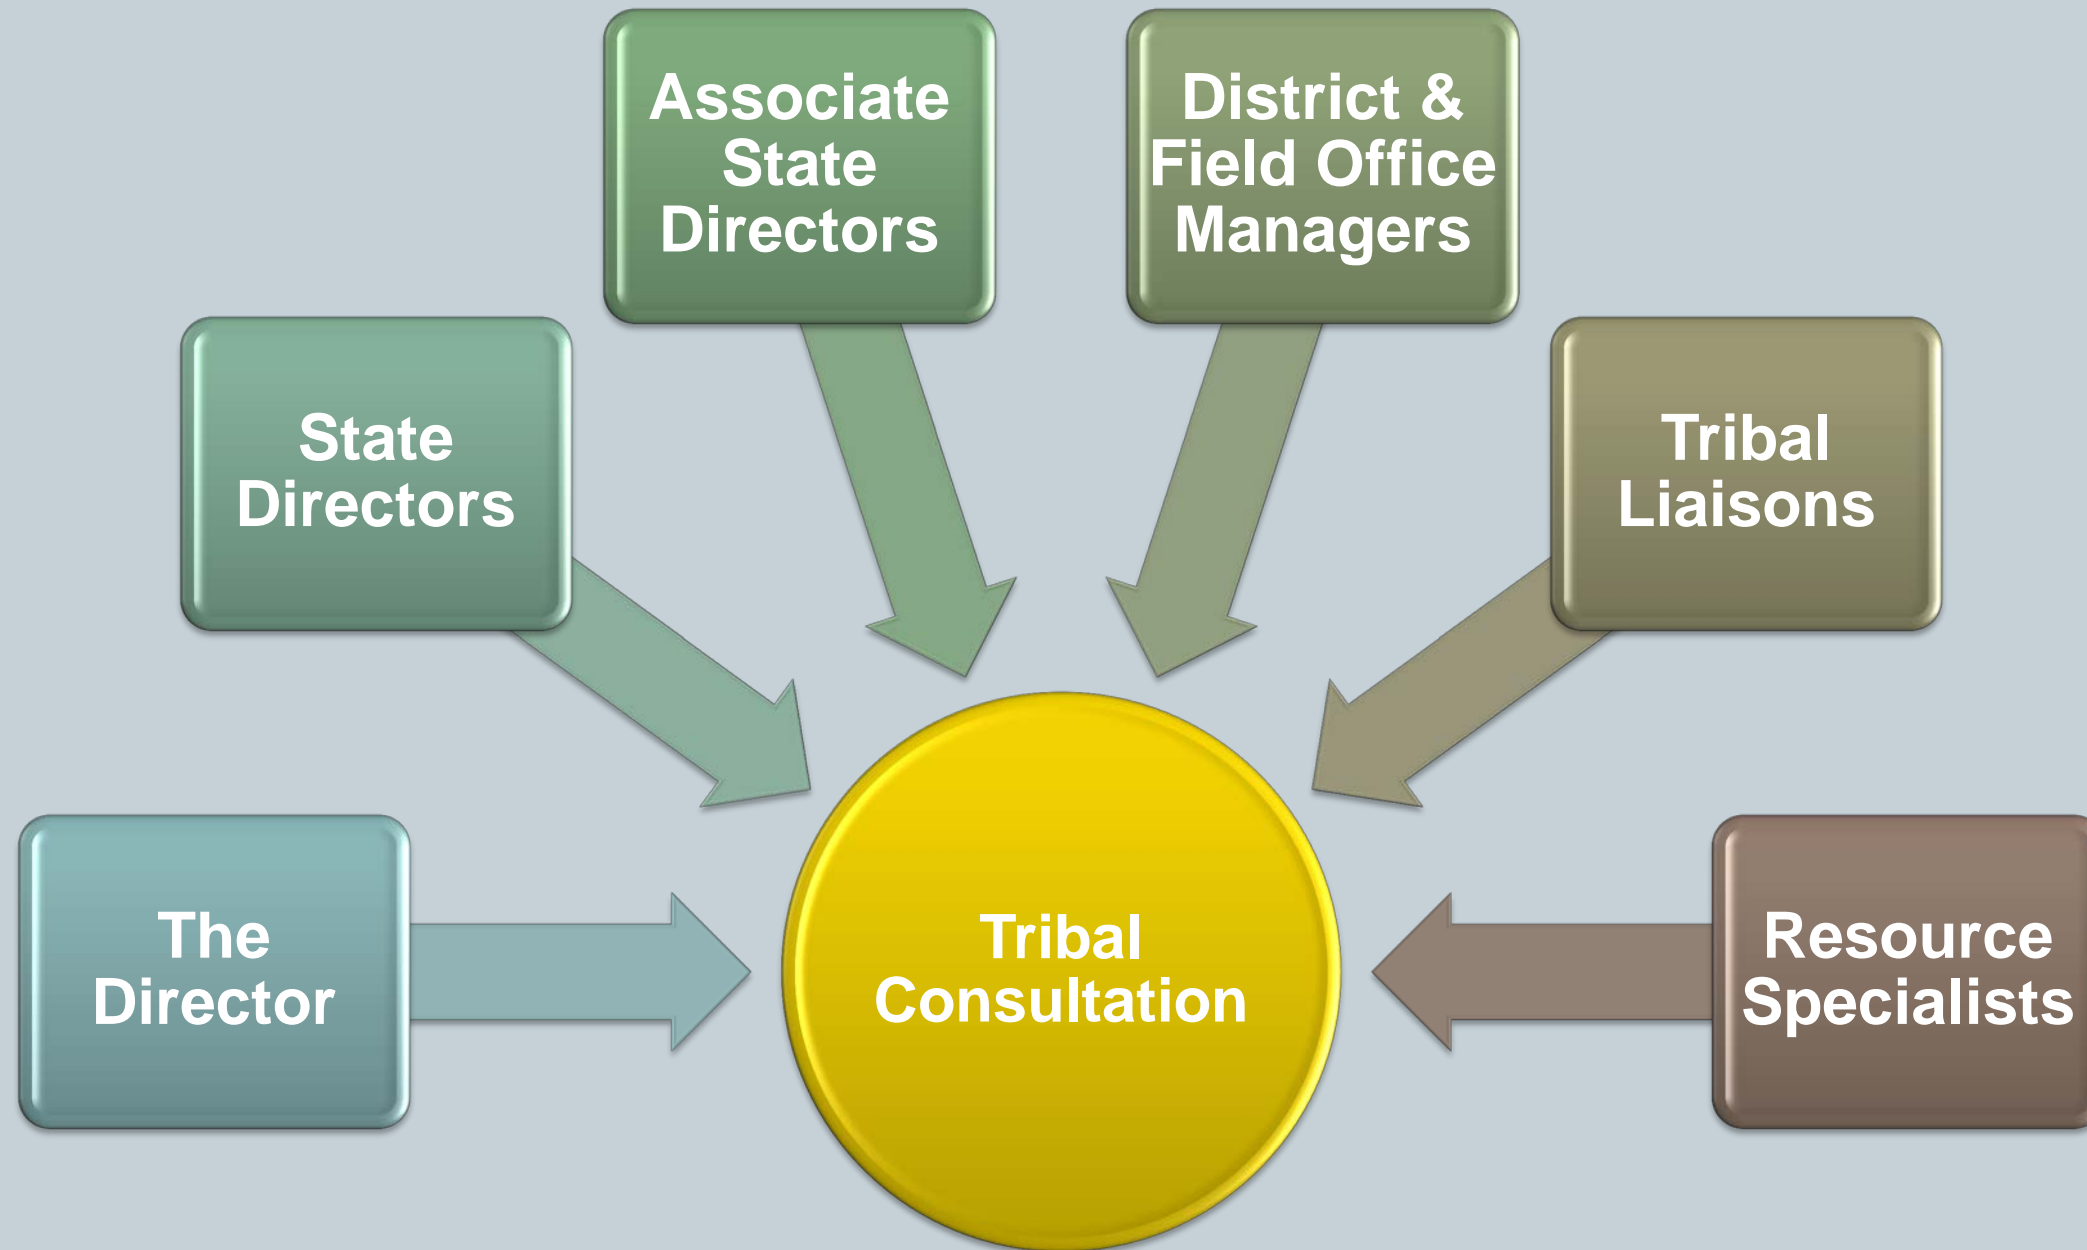 Associate
State
Directors
District &
Field Office
Managers
State
Directors
Tribal
Liaisons
The
Director
Tribal
Consultation
Resource
Specialists